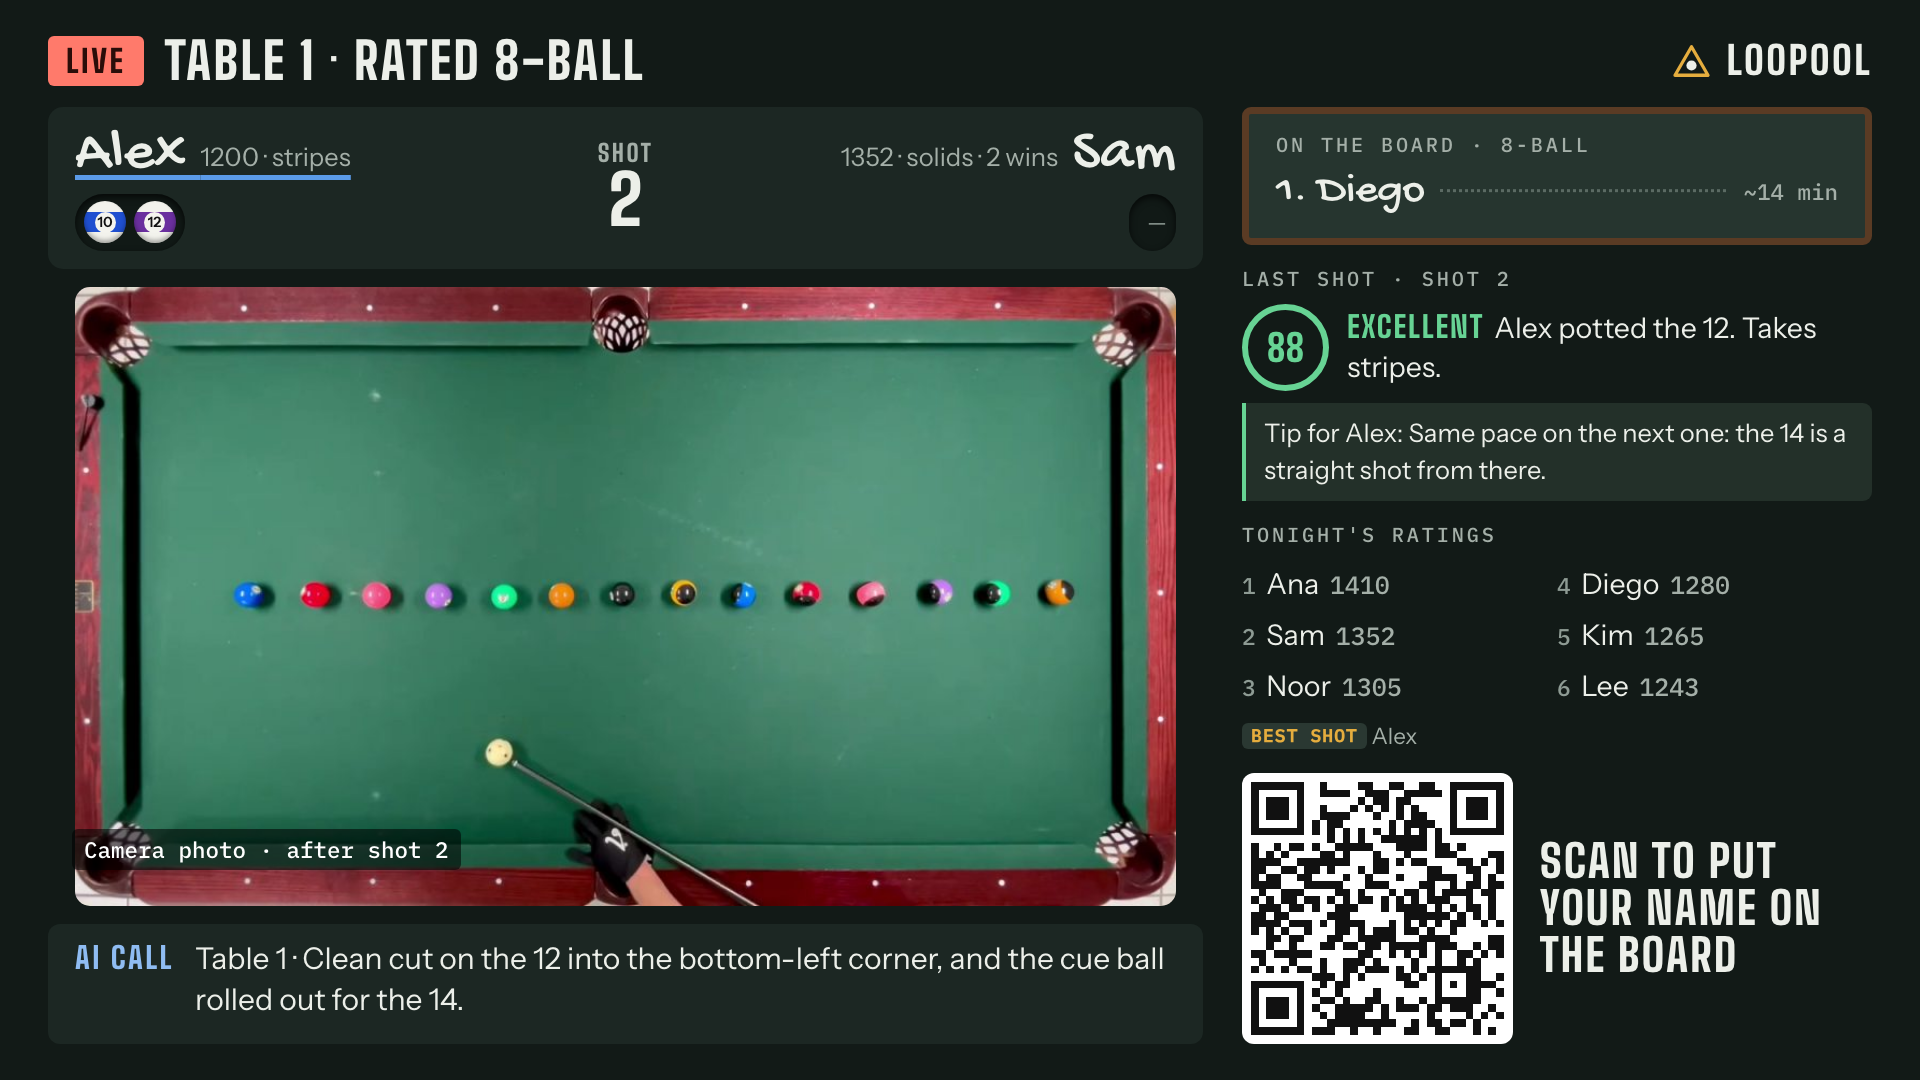 LIVE TABLE 1 · RATED 8-BALL
LOOPOOL
Alex 1200 · stripes
10 12
SHOT
2
1352 · solids · 2 wins Sam
–
ON THE BOARD · 8-BALL
1. Diego ~14 min
LAST SHOT · SHOT 2
88
EXCELLENT Alex potted the 12. Takes
stripes.
Tip for Alex: Same pace on the next one: the 14 is a
straight shot from there.
TONIGHT'S RATINGS
1 Ana 1410
2 Sam 1352
3 Noor 1305
4 Diego 1280
5 Kim 1265
6 Lee 1243
BEST SHOT Alex
Camera photo · after shot 2
AI CALL Table 1 · Clean cut on the 12 into the bottom-left corner, and the cue ball
rolled out for the 14.
SCAN TO PUT
YOUR NAME ON
THE BOARD